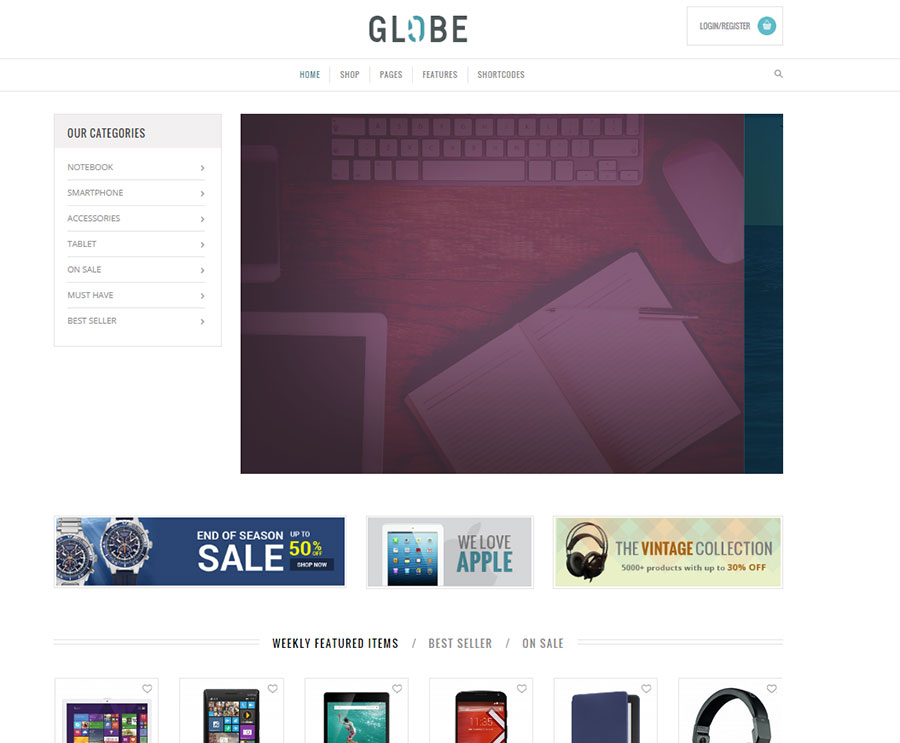 GLOBE
LOGIN/REGISTER
HOME SHOP PAGES FEATURES SHORTCODES
OUR CATEGORIES
NOTEBOOK
SMARTPHONE
ACCESSORIES
TABLET
ON SALE
MUST HAVE
BEST SELLER
END OF SEASON
SALE
UP TO
50%
OFF
SHOP NOW
WE LOVE
APPLE
THE VINTAGE COLLECTION
5000+ products with up to 30% OFF
WEEKLY FEATURED ITEMS / BEST SELLER / ON SALE
11:35